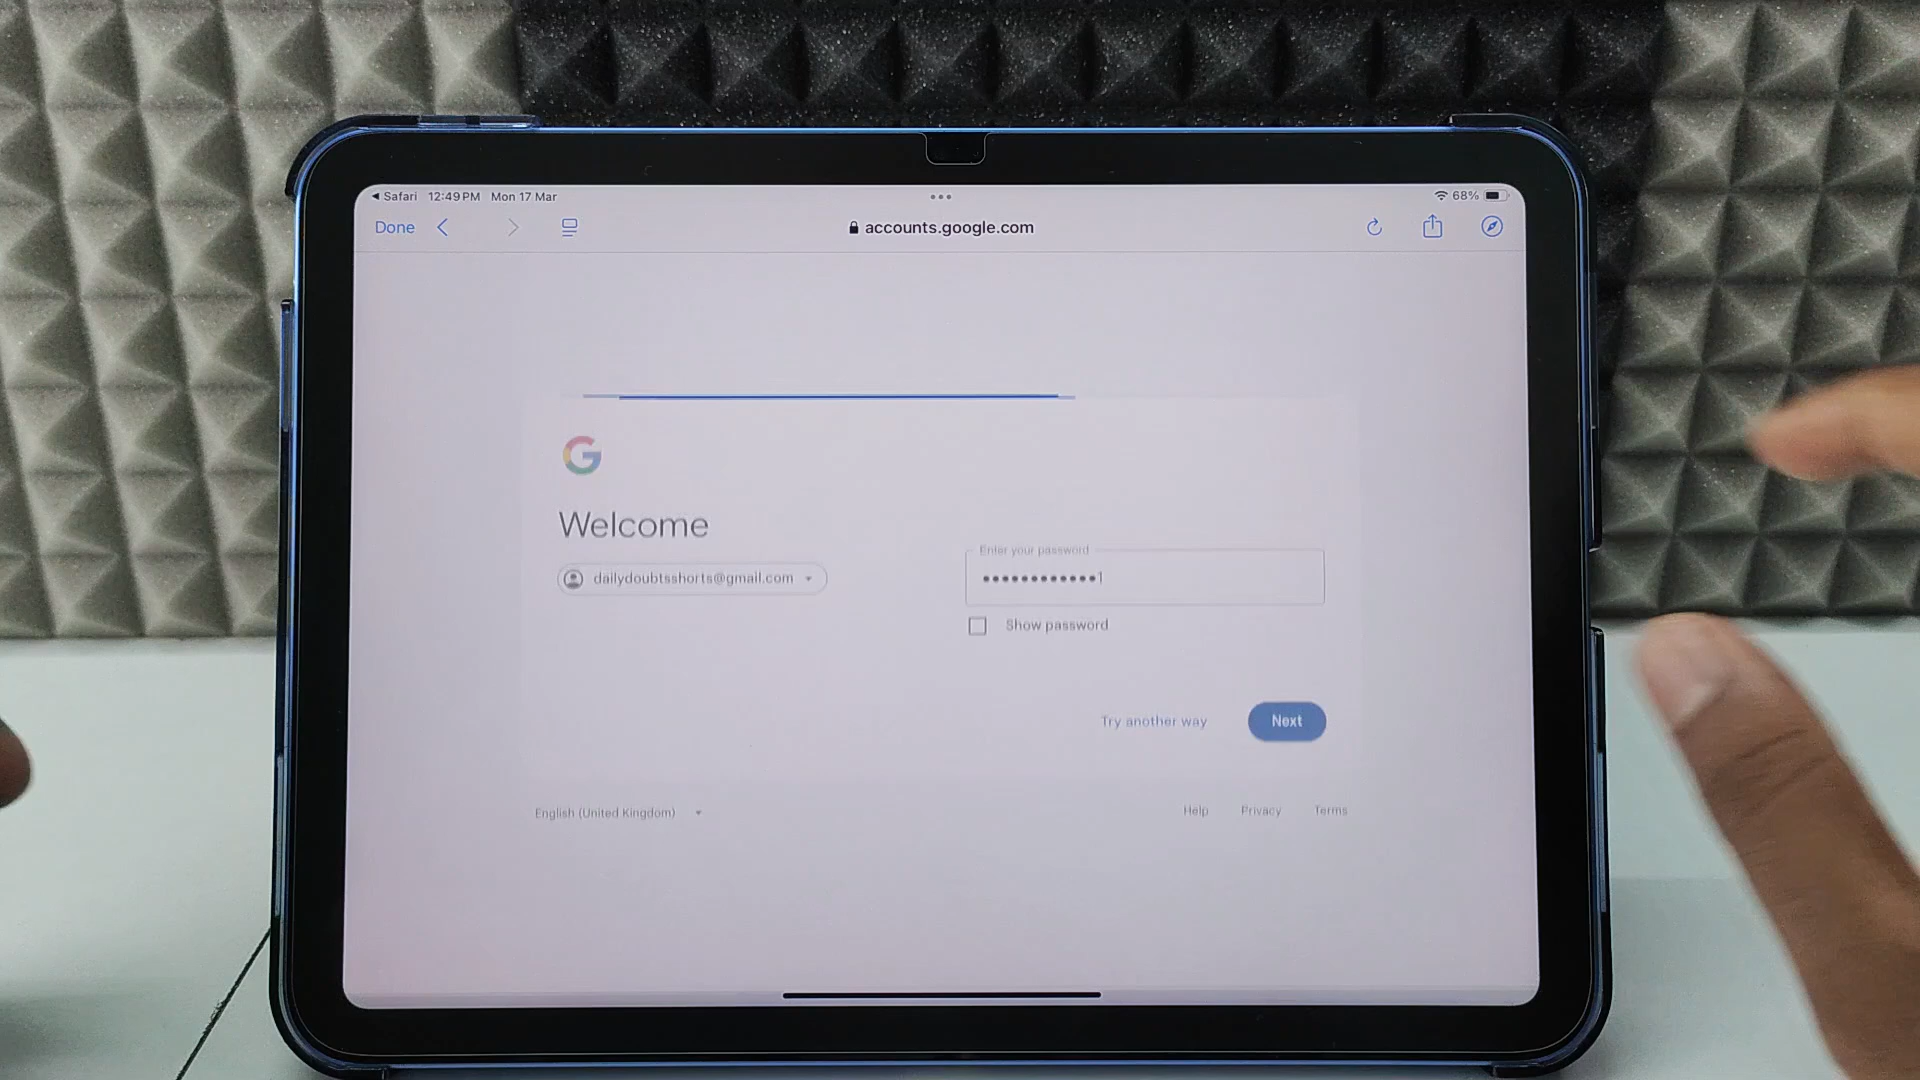 ◀ Safari 12:49 PM Mon 17 Mar
68%
Done
accounts.google.com
Welcome
dailydoubtsshorts@gmail.com
Enter your password
••••••••••••1
Show password
Try another way
Next
English (United Kingdom)
Help Privacy Terms